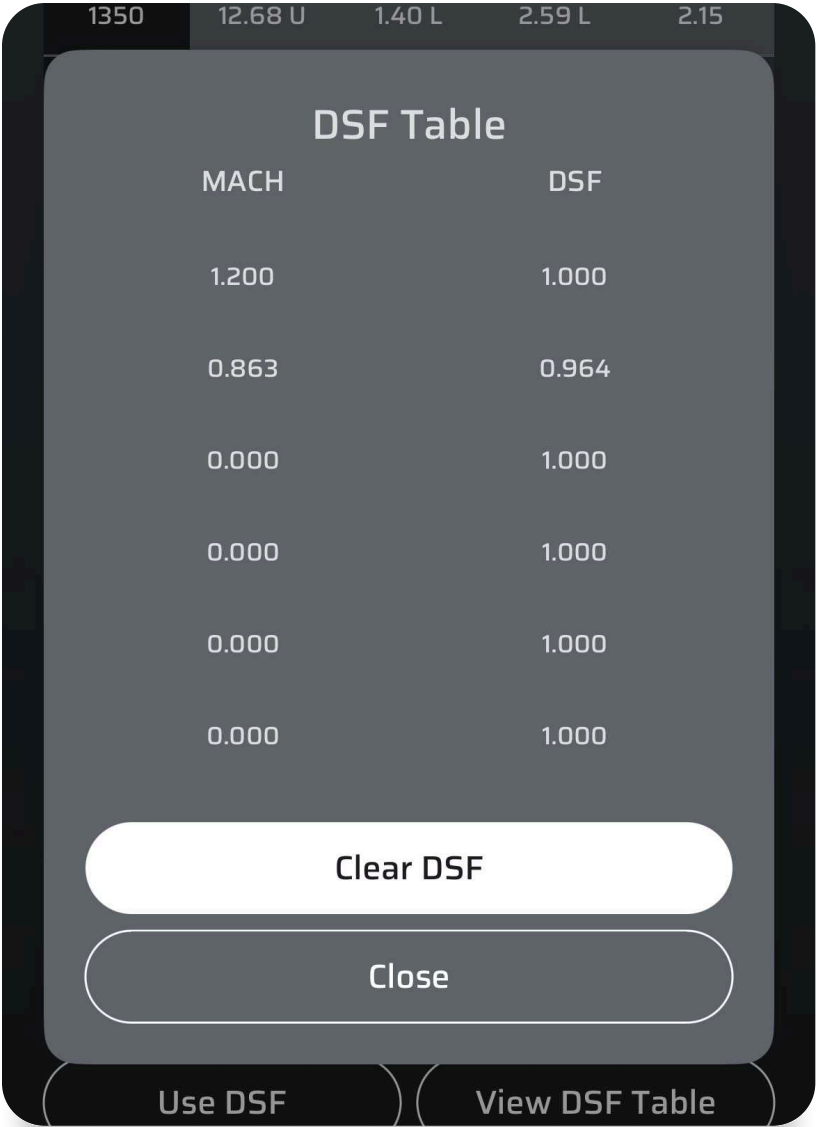 1350 12.68 U 1.40 L 2.59 L 2.15
DSF Table
MACH DSF
1.200 1.000
0.863 0.964
0.000 1.000
0.000 1.000
0.000 1.000
0.000 1.000
Clear DSF
Close
Use DSF View DSF Table